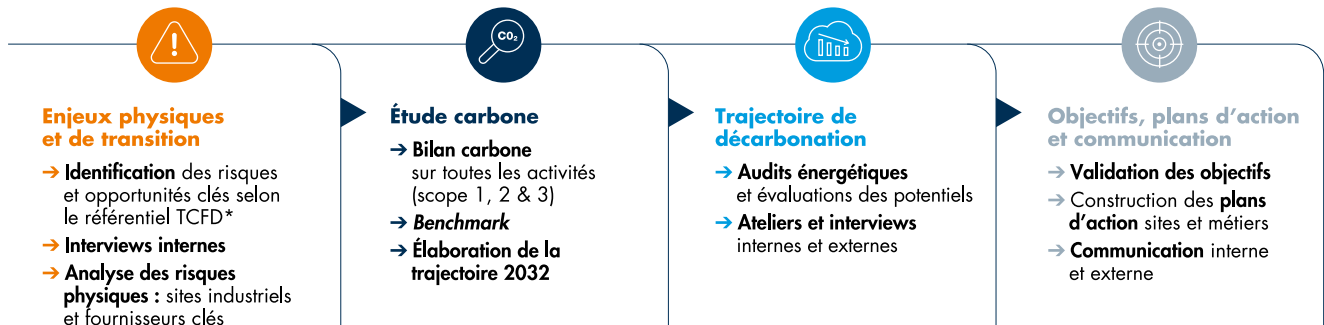 CO₂
Enjeux physiques
et de transition
➔ Identification des risques
et opportunités clés selon
le référentiel TCFD*
➔ Interviews internes
➔ Analyse des risques
physiques : sites industriels
et fournisseurs clés
Étude carbone
➔ Bilan carbone
sur toutes les activités
(scope 1, 2 & 3)
➔ Benchmark
➔ Élaboration de la
trajectoire 2032
Trajectoire de
décarbonation
➔ Audits énergétiques
et évaluations des potentiels
➔ Ateliers et interviews
internes et externes
Objectifs, plans d’action
et communication
➔ Validation des objectifs
➔ Construction des plans
d’action sites et métiers
➔ Communication interne
et externe